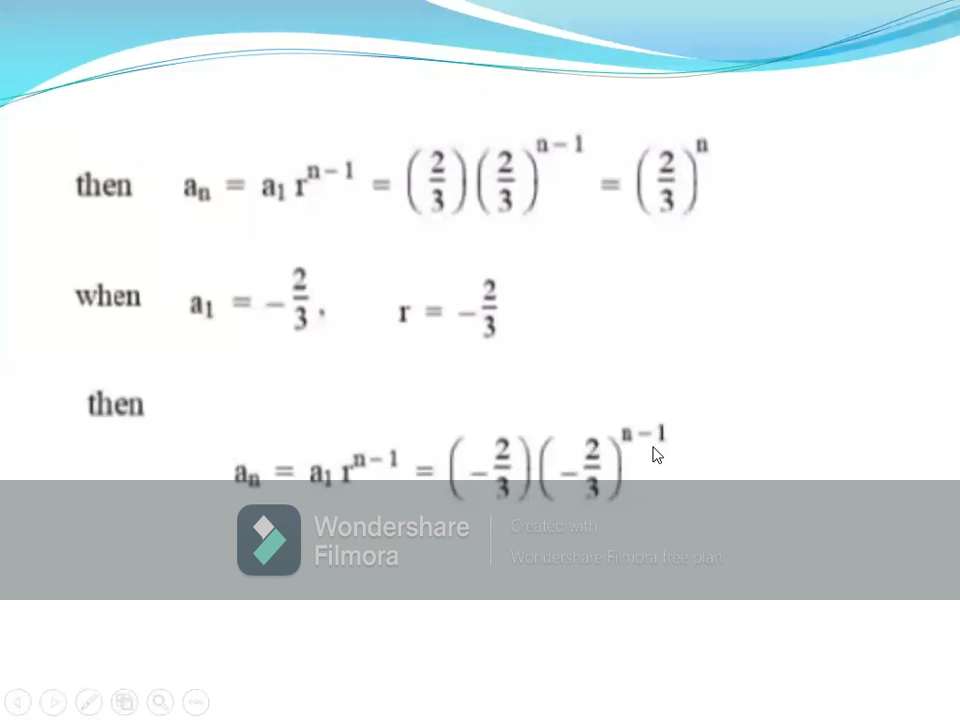 then aₙ = a₁ rⁿ⁻¹ = (2/3)(2/3)ⁿ⁻¹ = (2/3)ⁿ
when a₁ = -2/3, r = -2/3
then
aₙ = a₁ rⁿ⁻¹ = (-2/3)(-2/3)ⁿ⁻¹
Wondershare
Filmora
Created with
Wondershare Filmora free plan